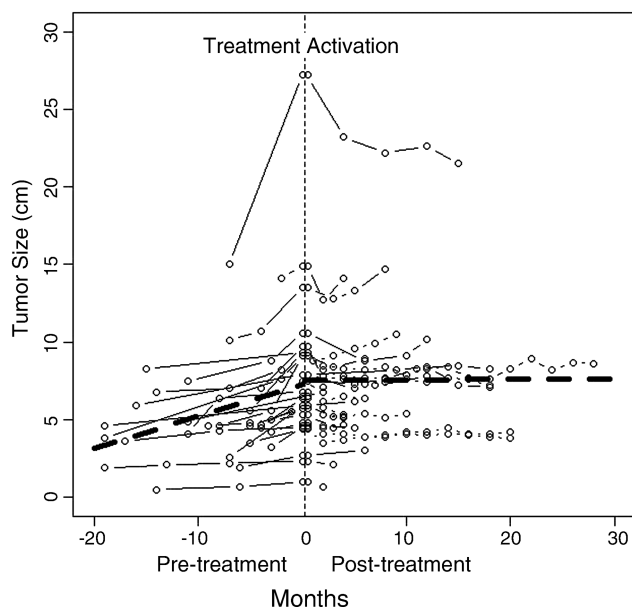 30
Treatment Activation
25
20
15
10
5
0
Tumor Size (cm)
-20 -10 0 10 20 30
Pre-treatment Post-treatment
Months